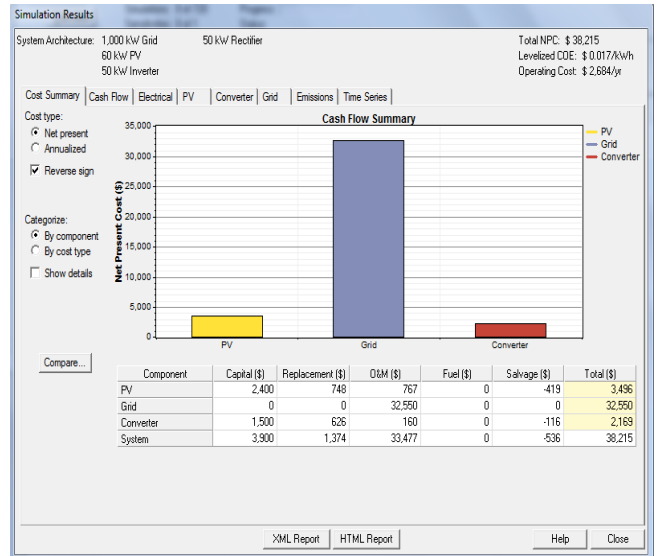 Simulation Results
System Architecture: 1,000 kW Grid 50 kW Rectifier
60 kW PV
50 kW Inverter
Total NPC: $ 38,215
Levelized COE: $ 0.017/kWh
Operating Cost: $ 2,684/yr
Cost Summary Cash Flow Electrical PV Converter Grid Emissions Time Series
Cost type:
Net present
Annualized
Reverse sign
Categorize:
By component
By cost type
Show details
Compare...
Cash Flow Summary
Net Present Cost ($)
35,000
30,000
25,000
20,000
15,000
10,000
5,000
0
PV Grid Converter
PV
Grid
Converter
Component Capital ($) Replacement ($) O&M ($) Fuel ($) Salvage ($) Total ($)
PV 2,400 748 767 0 -419 3,496
Grid 0 0 32,550 0 0 32,550
Converter 1,500 626 160 0 -116 2,169
System 3,900 1,374 33,477 0 -536 38,215
XML Report HTML Report Help Close